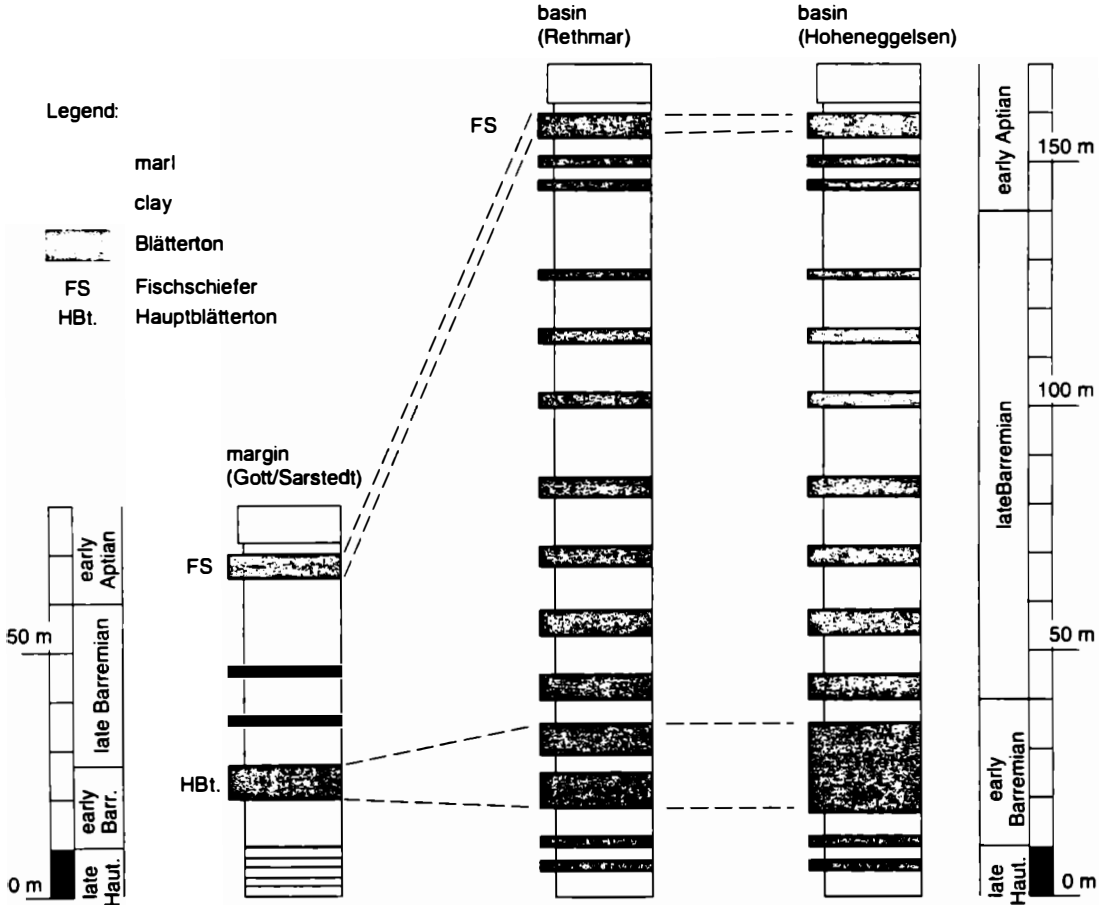 basin
(Rethmar)
basin
(Hoheneggelsen)
Legend:
marl
clay
Blätterton
FS Fischschiefer
HBt. Hauptblätterton
FS
early Aptian
150 m
100 m
lateBarremian
50 m
early
Barremian
late
Haut.
0 m
margin
(Gott/Sarstedt)
FS
HBt.
early
Aptian
50 m
late Barremian
early
Barr.
late
Haut.
0 m